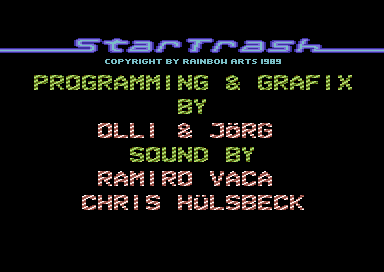 StarTrash
COPYRIGHT BY RAINBOW ARTS 1989
PROGRAMMING & GRAFIX
BY
OLLI & JÖRG
SOUND BY
RAMIRO VACA
CHRIS HÜLSBECK